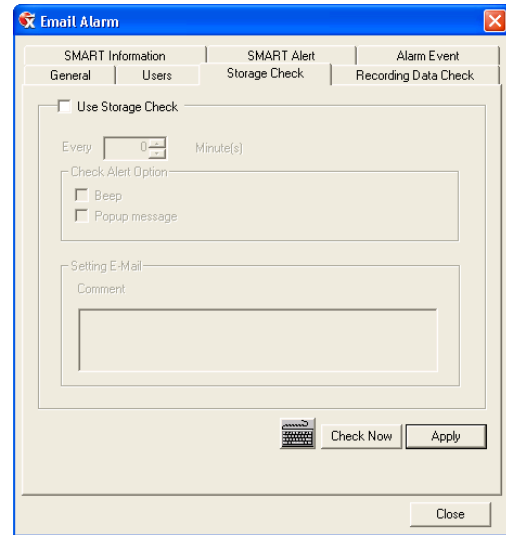 Email Alarm
SMART Information SMART Alert Alarm Event
General Users Storage Check Recording Data Check
Use Storage Check
Every 0 Minute(s)
Check Alert Option
Beep
Popup message
Setting E-Mail
Comment
Check Now Apply
Close